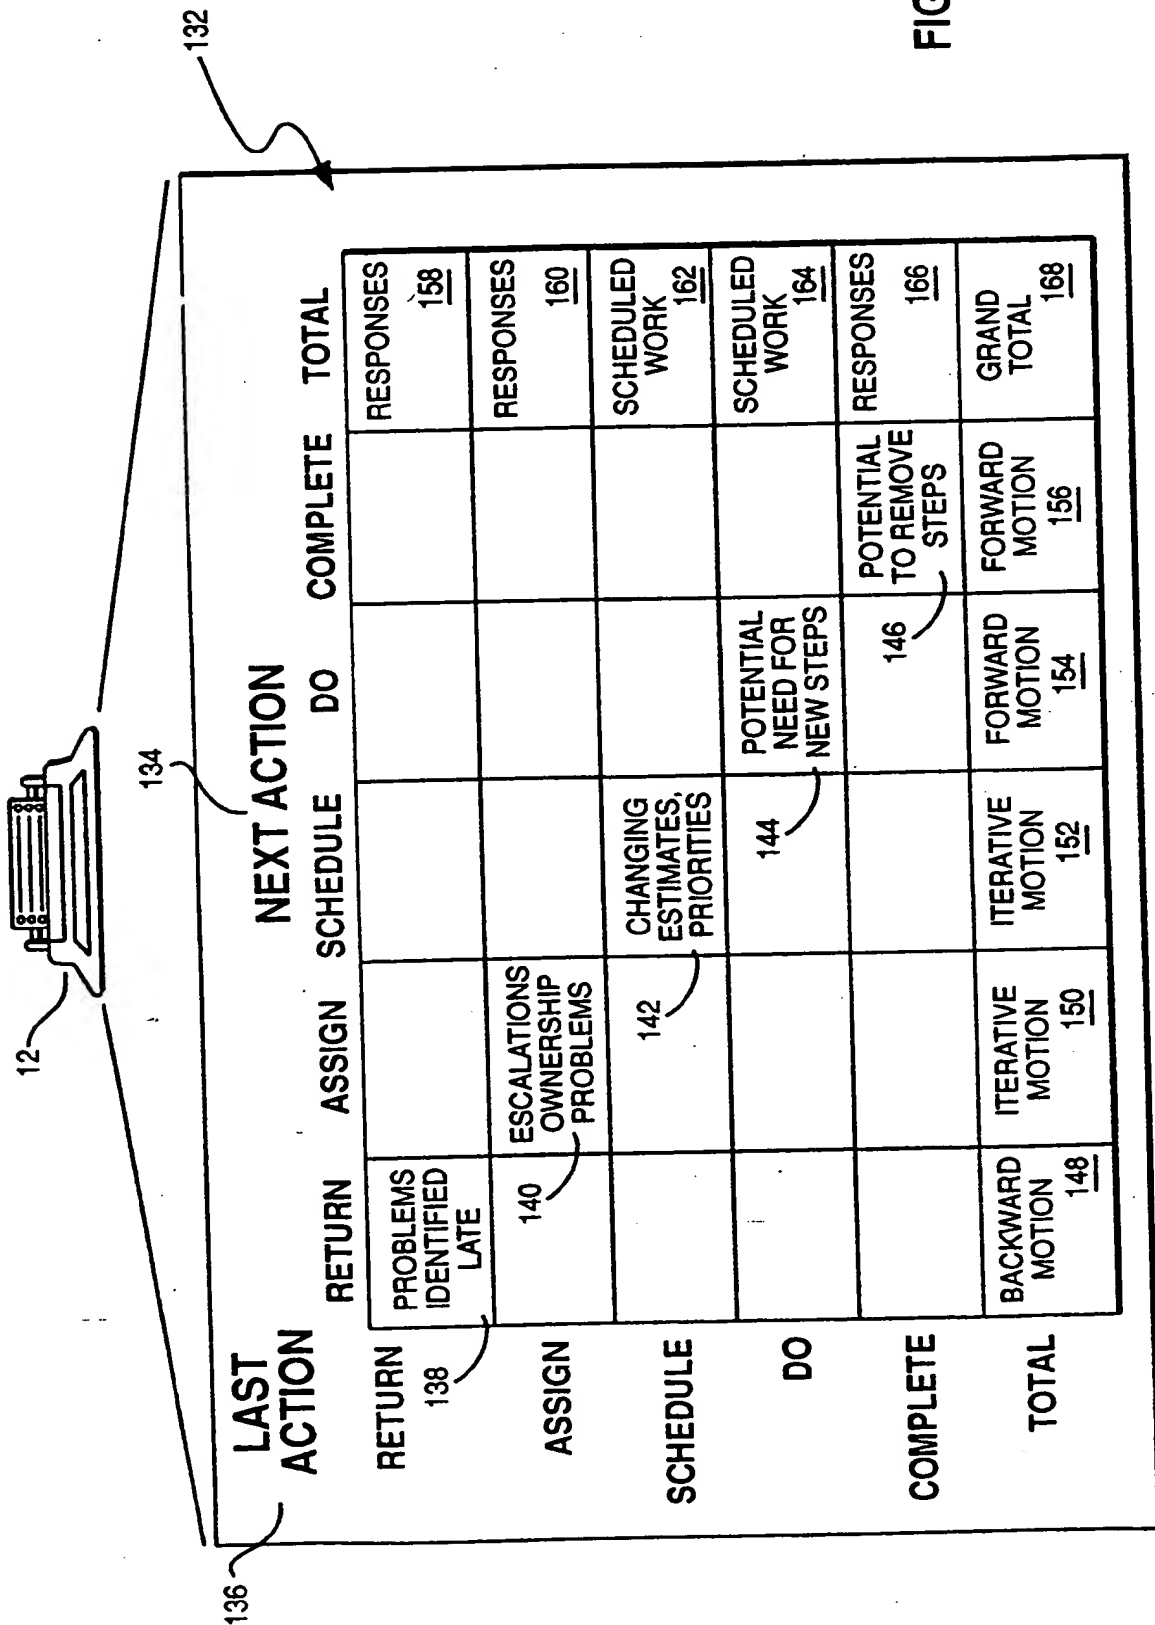 12
132
134
NEXT ACTION
136
LAST
ACTION
RETURN
ASSIGN
SCHEDULE
DO
COMPLETE
TOTAL
RETURN
138
PROBLEMS
IDENTIFIED
LATE
RESPONSES
158
ASSIGN
140
ESCALATIONS
OWNERSHIP
PROBLEMS
RESPONSES
160
SCHEDULE
142
CHANGING
ESTIMATES,
PRIORITIES
SCHEDULED
WORK
162
DO
144
POTENTIAL
NEED FOR
NEW STEPS
SCHEDULED
WORK
164
COMPLETE
146
POTENTIAL
TO REMOVE
STEPS
RESPONSES
166
TOTAL
BACKWARD
MOTION
148
ITERATIVE
MOTION
150
ITERATIVE
MOTION
152
FORWARD
MOTION
154
FORWARD
MOTION
156
GRAND
TOTAL
168
FIG